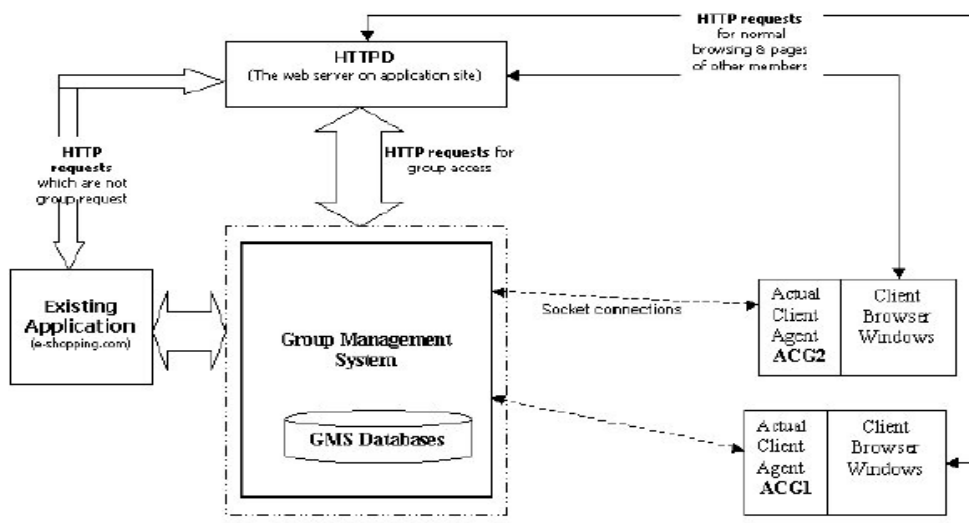 HTTP requests
for normal
browsing & pages
of other members
HTTPD
(The web server on application site)
HTTP
requests
which are not
group request
HTTP requests for
group access
Existing
Application
(e-shopping.com)
Group Management
System
GMS Databases
Socket connections
Actual
Client
Agent
ACG2
Client
Browser
Windows
Actual
Client
Agent
ACG1
Client
Browser
Windows